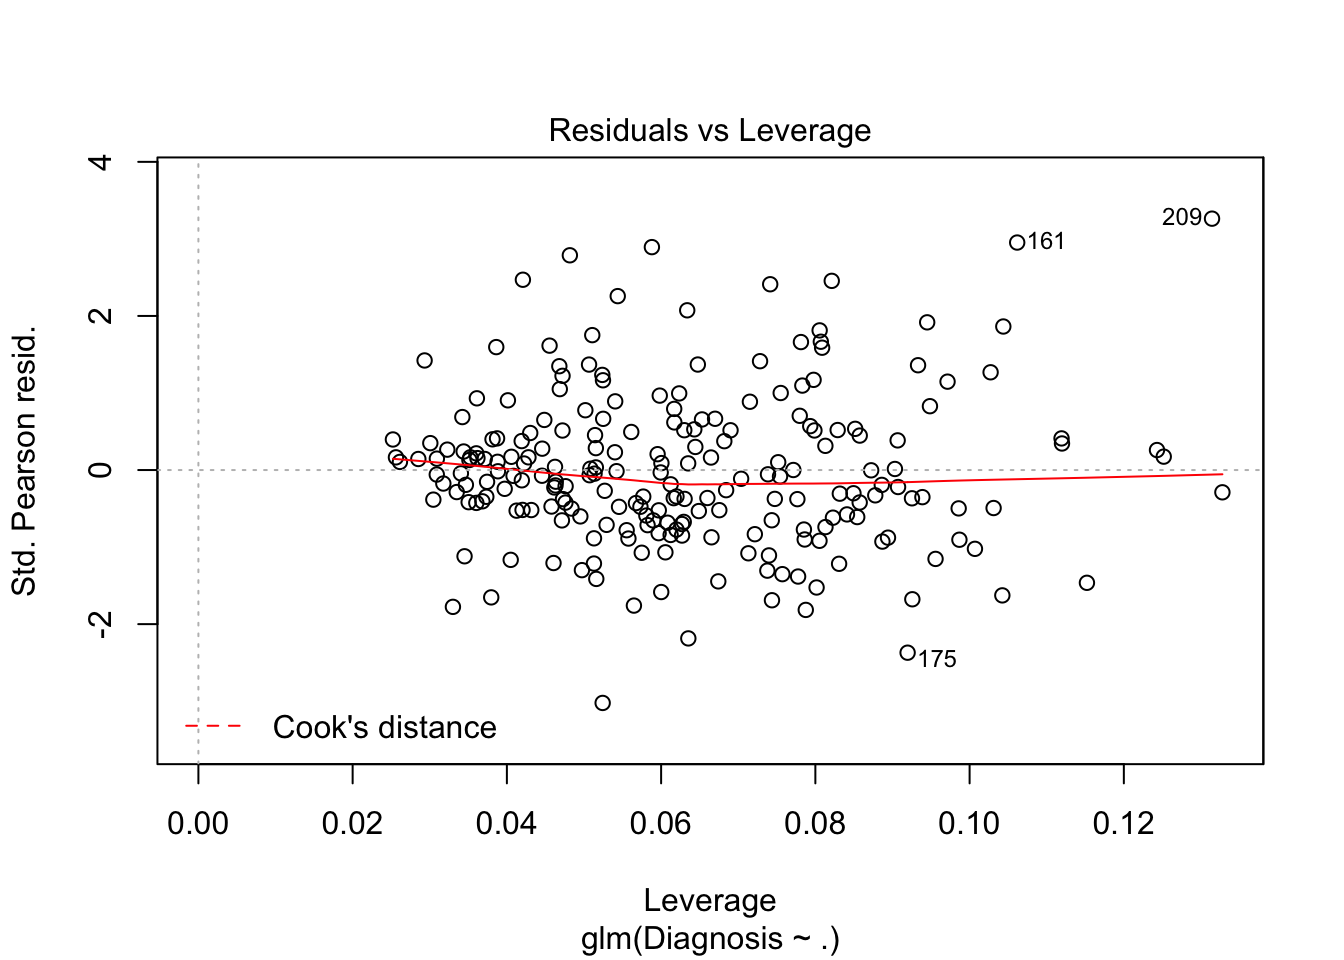 Residuals vs Leverage
Std. Pearson resid.
4
2
0
-2
209
161
175
Cook's distance
0.00 0.02 0.04 0.06 0.08 0.10 0.12
Leverage
glm(Diagnosis ~ .)